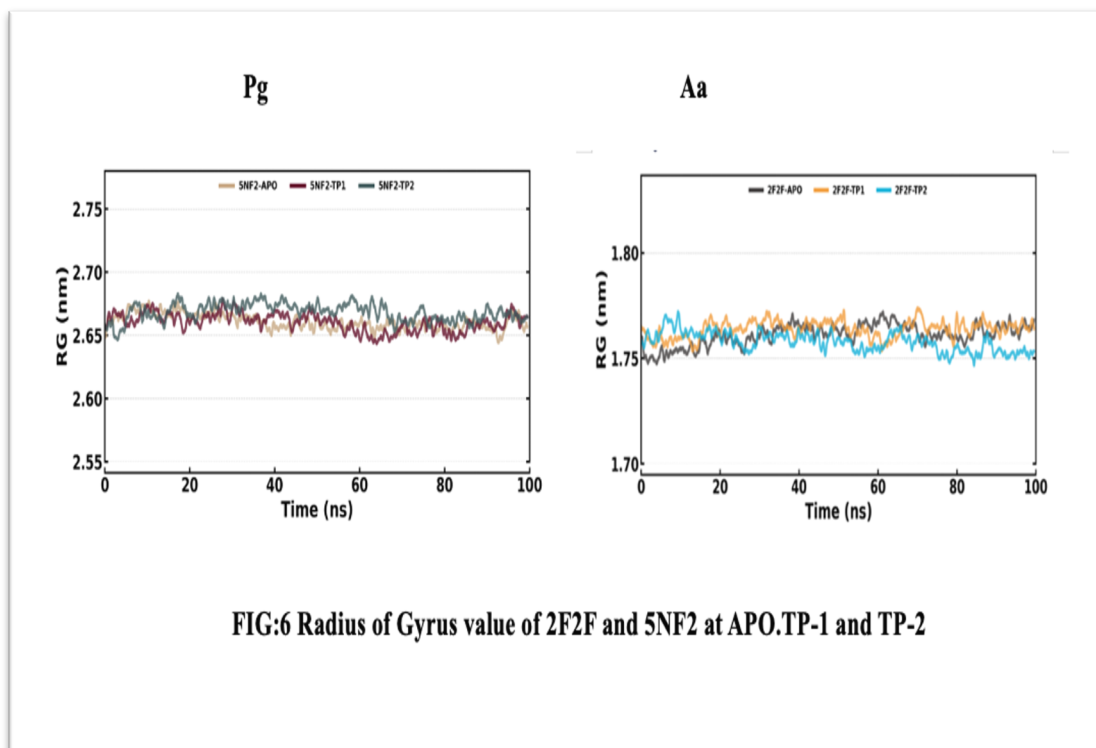 Pg
Aa
5NF2-APO 5NF2-TP1 5NF2-TP2
2.75
2.70
2.65
2.60
2.55
RG (nm)
0 20 40 60 80 100
Time (ns)
2F2F-APO 2F2F-TP1 2F2F-TP2
1.80
1.75
1.70
RG (nm)
0 20 40 60 80 100
Time (ns)
FIG:6 Radius of Gyrus value of 2F2F and 5NF2 at APO.TP-1 and TP-2